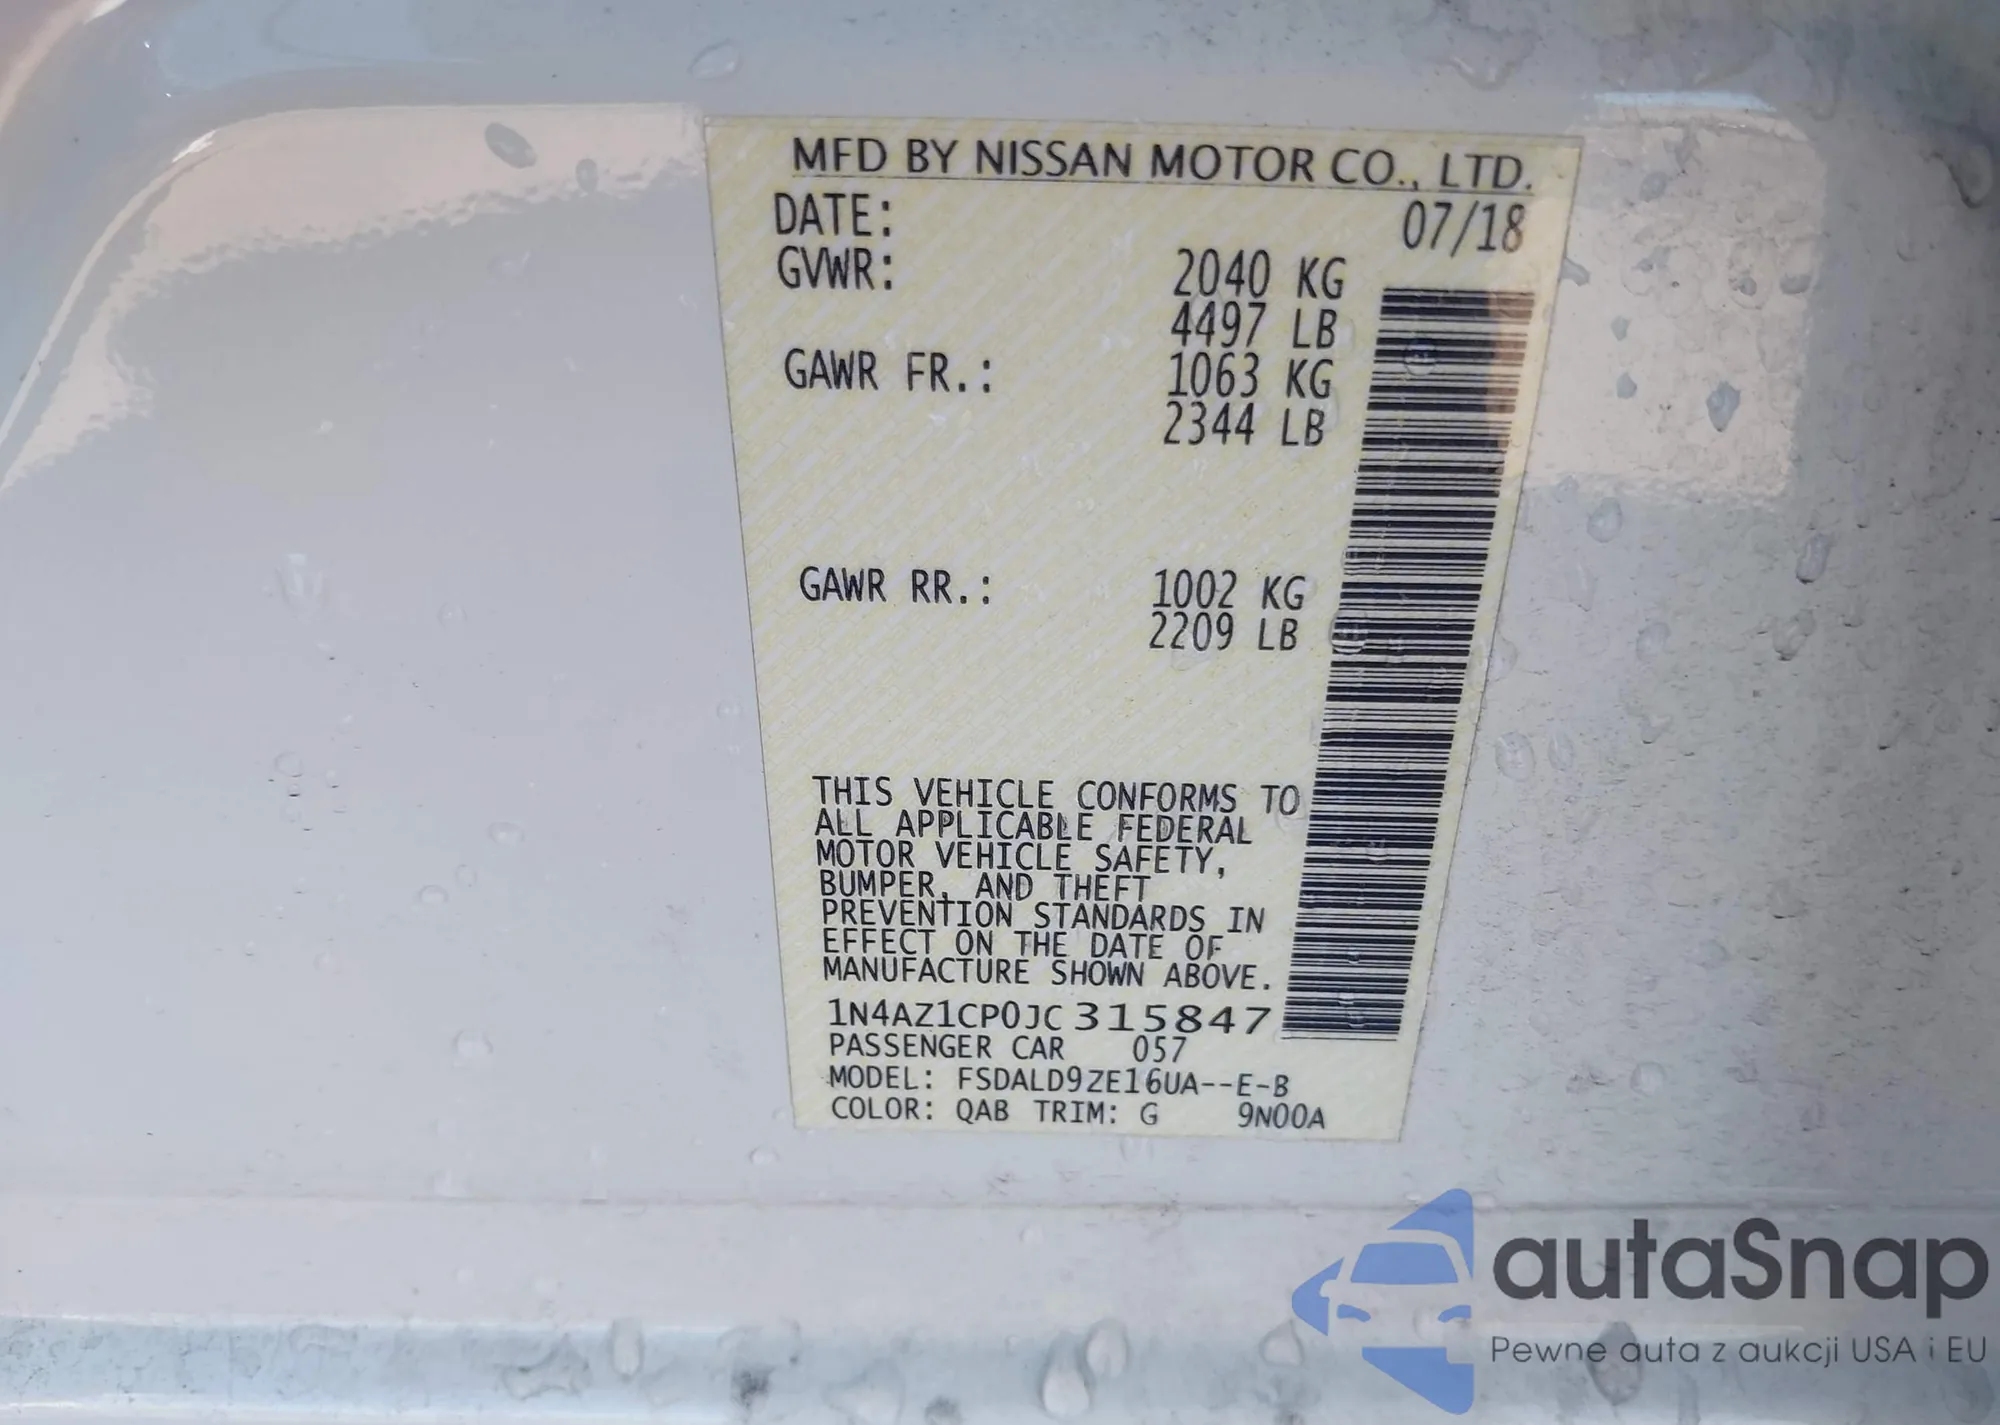 MFD BY NISSAN MOTOR CO., LTD.
DATE: 07/18
GVWR: 2040 KG
4497 LB
GAWR FR.: 1063 KG
2344 LB
GAWR RR.: 1002 KG
2209 LB
THIS VEHICLE CONFORMS TO
ALL APPLICABLE FEDERAL
MOTOR VEHICLE SAFETY,
BUMPER, AND THEFT
PREVENTION STANDARDS IN
EFFECT ON THE DATE OF
MANUFACTURE SHOWN ABOVE.
1N4AZ1CP0JC315847
PASSENGER CAR 057
MODEL: FSDALD9ZE16UA--E-B
COLOR: QAB TRIM: G 9N00A
autaSnap
Pewne auta z aukcji USA i EU